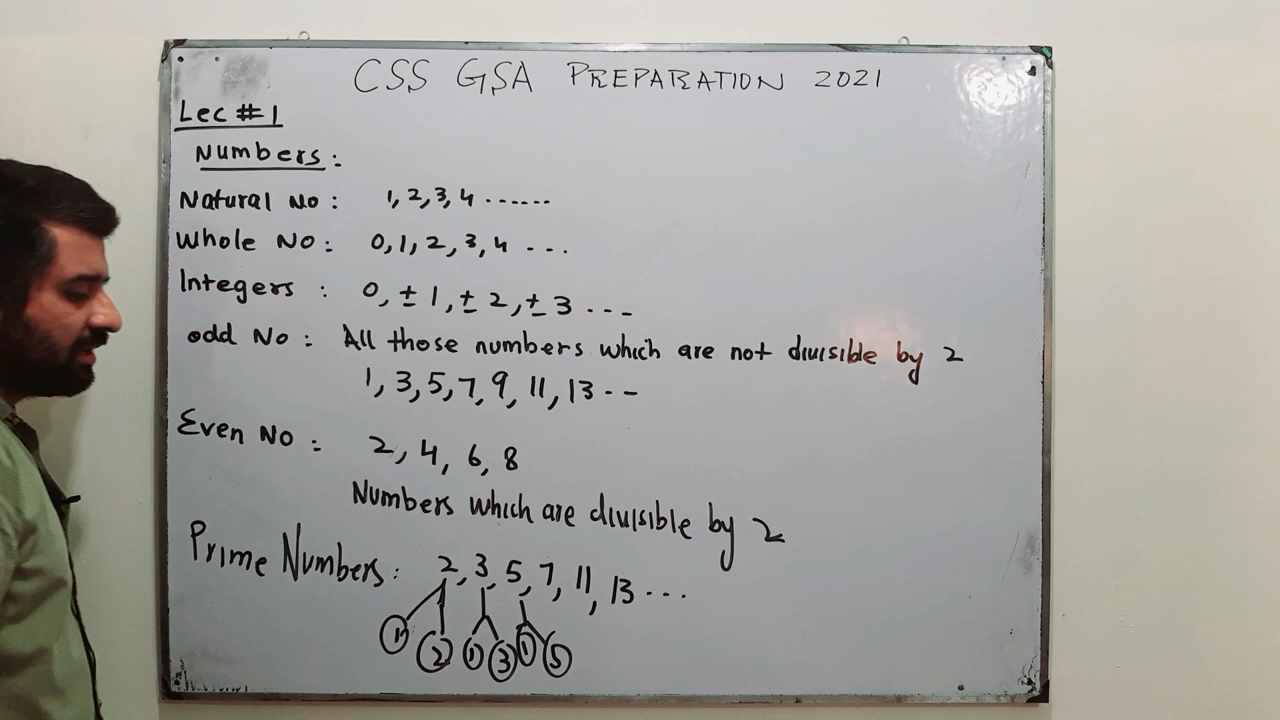 CSS GSA PREPARATION 2021
Lec # 1
Numbers:
Natural No: 1, 2, 3, 4 ......
Whole No: 0, 1, 2, 3, 4 ...
Integers: 0, ± 1, ± 2, ± 3 ...
odd No: All those numbers which are not divisible by 2
1, 3, 5, 7, 9, 11, 13 --
Even No: 2, 4, 6, 8
Numbers which are divisible by 2
Prime Numbers: 2, 3, 5, 7, 11, 13 ...
1 2 1 3 1 5